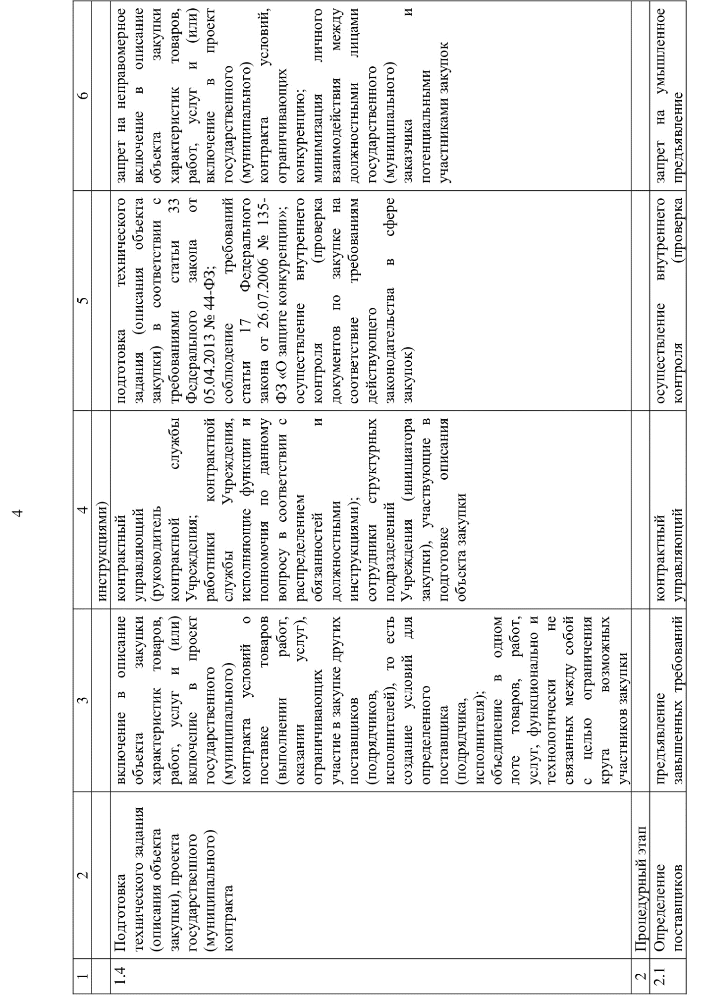 4
1
2
3
4
5
6
инструкциями)
1.4
Подготовка
технического задания
(описания объекта
закупки), проекта
государственного
(муниципального)
контракта
включение в описание
объекта закупки
характеристик товаров,
работ, услуг и (или)
включение в проект
государственного
(муниципального)
контракта условий о
поставке товаров
(выполнении работ,
оказании услуг),
ограничивающих
участие в закупке других
поставщиков
(подрядчиков,
исполнителей), то есть
создание условий для
определенного
поставщика
(подрядчика,
исполнителя);
объединение в одном
лоте товаров, работ,
услуг, функционально и
технологически не
связанных между собой
с целью ограничения
круга возможных
участников закупки
контрактный
управляющий
(руководитель
контрактной службы
Учреждения;
работники контрактной
службы Учреждения,
исполняющие функции и
полномочия по данному
вопросу в соответствии с
распределением
обязанностей и
должностными
инструкциями);
сотрудники структурных
подразделений
Учреждения (инициатора
закупки), участвующие в
подготовке описания
объекта закупки
подготовка технического
задания (описания объекта
закупки) в соответствии с
требованиями статьи 33
Федерального закона от
05.04.2013 № 44-ФЗ;
соблюдение требований
статьи 17 Федерального
закона от 26.07.2006 № 135-
ФЗ «О защите конкуренции»;
осуществление внутреннего
контроля (проверка
документов по закупке на
соответствие требованиям
действующего
законодательства в сфере
закупок)
запрет на неправомерное
включение в описание
объекта закупки
характеристик товаров,
работ, услуг и (или)
включение в проект
государственного
(муниципального)
контракта условий,
ограничивающих
конкуренцию;
минимизация личного
взаимодействия между
должностными лицами
государственного
(муниципального)
заказчика и
потенциальными
участниками закупок
2
Процедурный этап
2.1
Определение
поставщиков
предъявление
завышенных требований
контрактный
управляющий
осуществление внутреннего
контроля (проверка
запрет на умышленное
предъявление